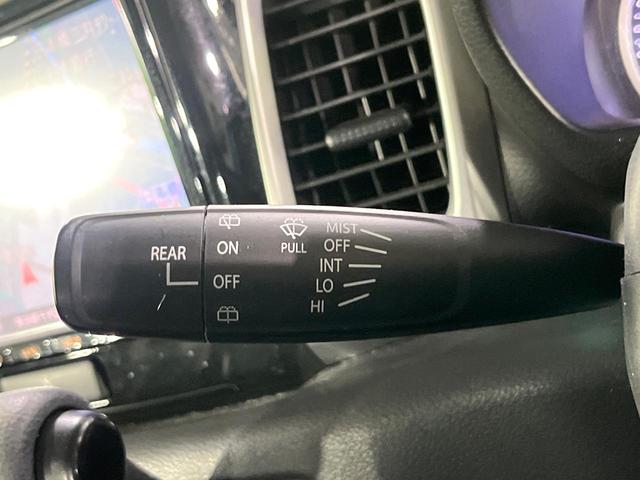 REAR
ON
OFF
PULL
MIST
OFF
INT
LO
HI